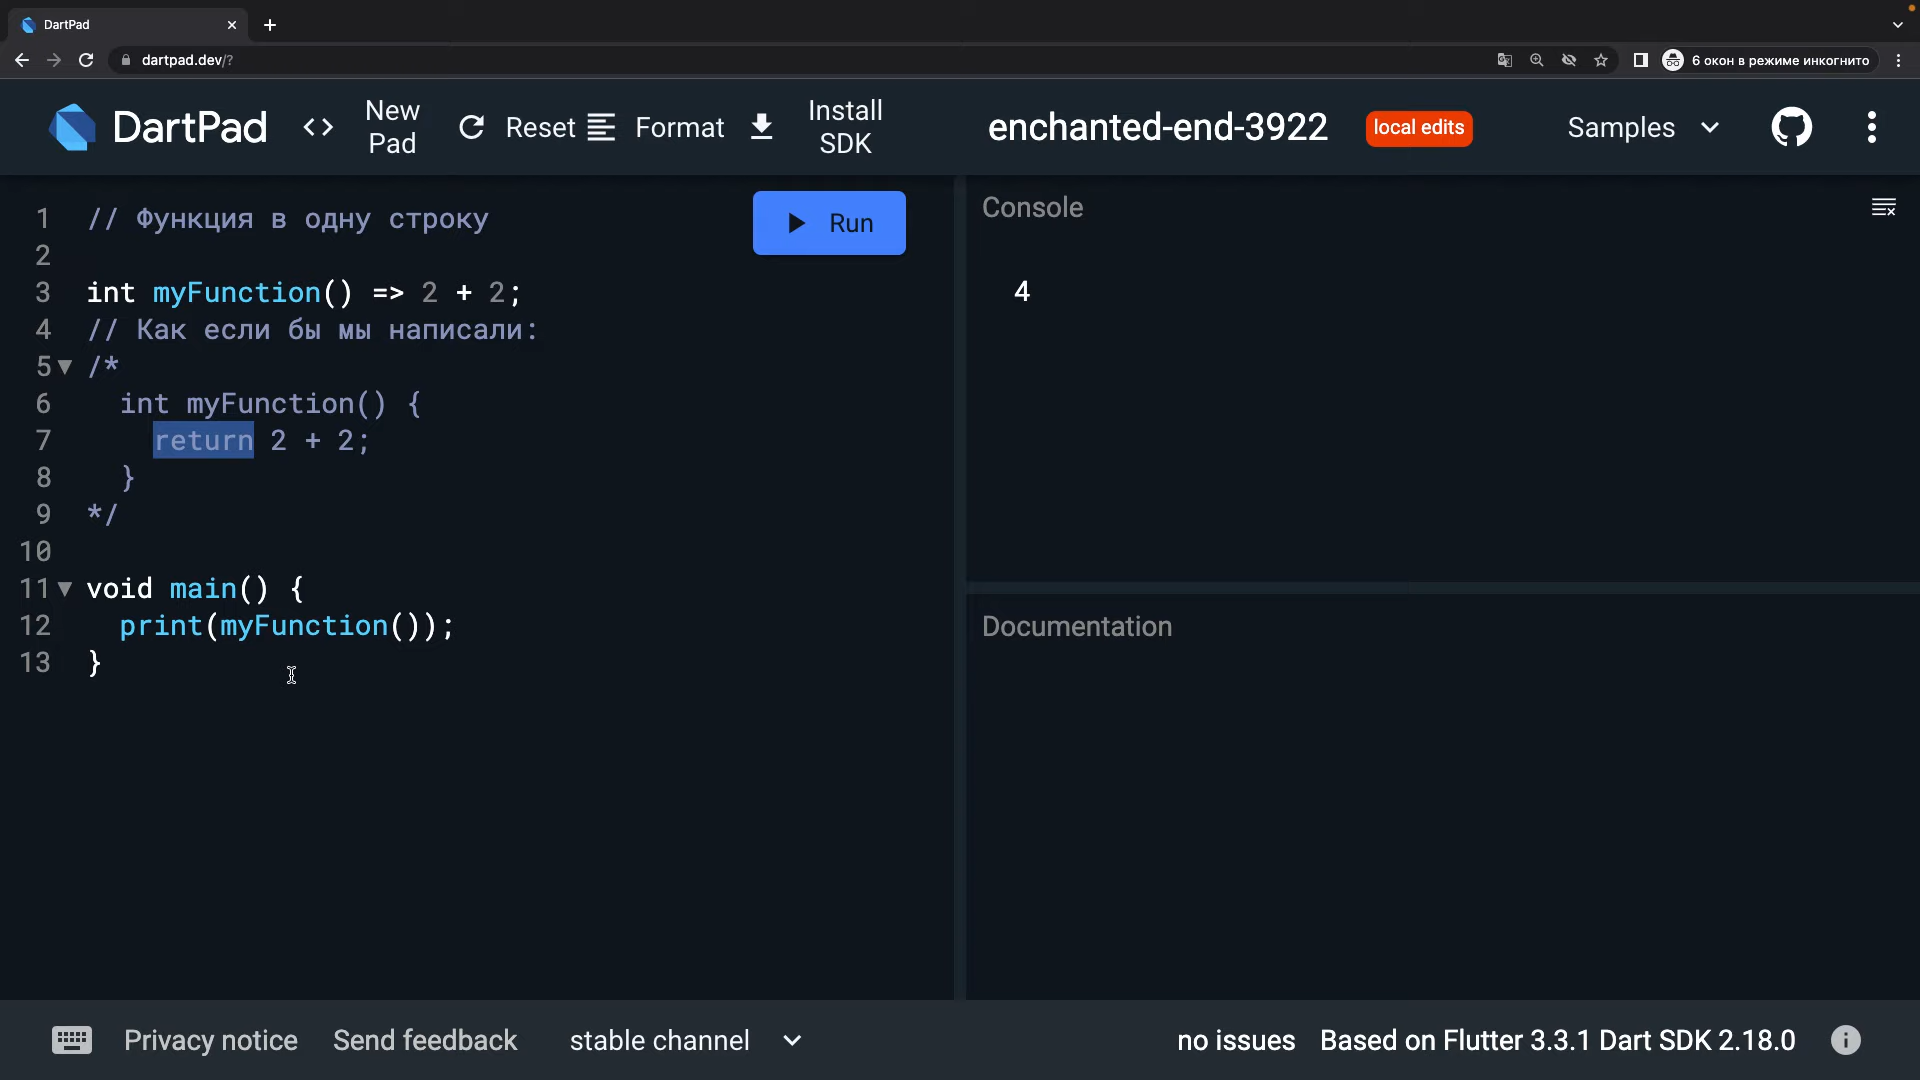 DartPad
dartpad.dev/?
6 окон в режиме инкогнито
DartPad
New
Pad
Reset
Format
Install
SDK
enchanted-end-3922
local edits
Samples
1 // Функция в одну строку
2
3 int myFunction() => 2 + 2;
4 // Как если бы мы написали:
5 /*
6 int myFunction() {
7 return 2 + 2;
8 }
9 */
10
11 void main() {
12 print(myFunction());
13 }
Run
Console
4
Documentation
Privacy notice
Send feedback
stable channel
no issues
Based on Flutter 3.3.1 Dart SDK 2.18.0